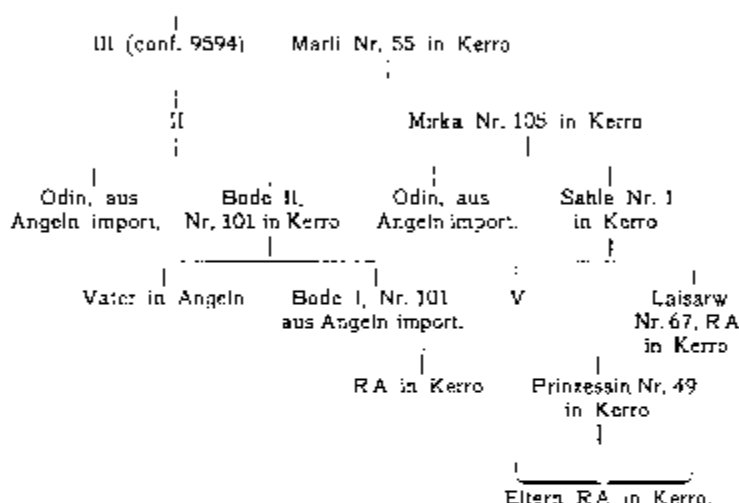 III (conf. 9594) Marli Nr. 55 in Kerro
II Mirka Nr. 105 in Kerro
Odin, aus Bode II, Odin, aus Sahle Nr. 1
Angeln import. Nr. 101 in Kerro Angeln import. in Kerro
Vater in Angeln Bode I, Nr. 101 V Laisarw
aus Angeln import. Nr. 67, RA
in Kerro
RA in Kerro Prinzessin Nr. 49
in Kerro
Eltern RA in Kerro.